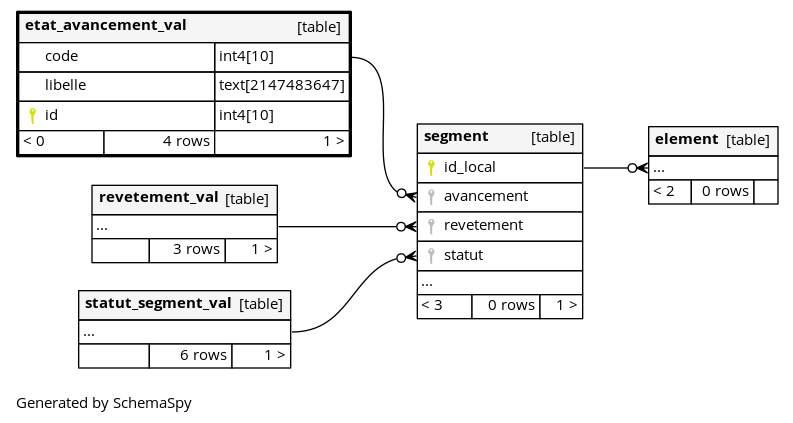 etat_avancement_val [table]
code int4[10]
libelle text[2147483647]
id int4[10]
< 0 4 rows 1 >
revetement_val [table]
...
3 rows 1 >
statut_segment_val [table]
...
6 rows 1 >
segment [table]
id_local
avancement
revetement
statut
...
< 3 0 rows 1 >
element [table]
...
< 2 0 rows
Generated by SchemaSpy